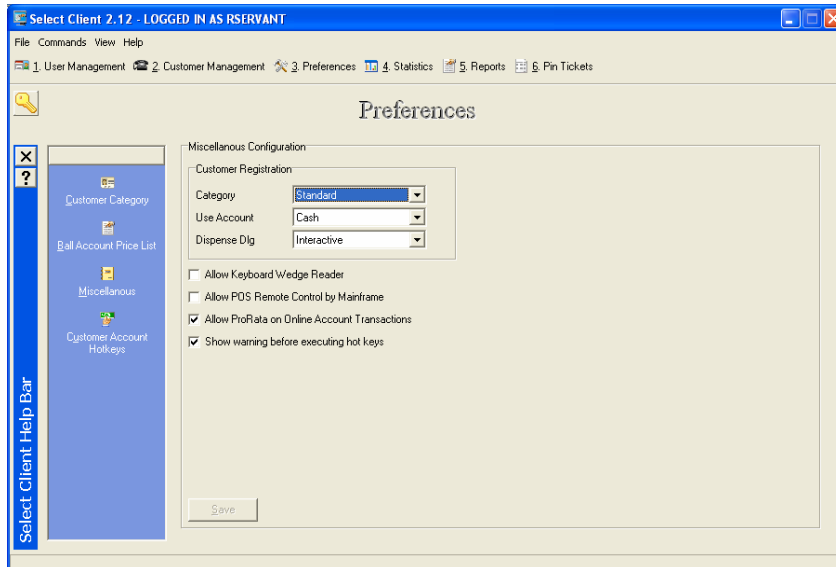 Select Client 2.12 - LOGGED IN AS RSERVANT
File Commands View Help
1. User Management 2. Customer Management 3. Preferences 4. Statistics 5. Reports 6. Pin Tickets
Preferences
Miscellanous Configuration
Customer Registration
Category Standard
Use Account Cash
Dispense Dlg Interactive
Allow Keyboard Wedge Reader
Allow POS Remote Control by Mainframe
Allow ProRata on Online Account Transactions
Show warning before executing hot keys
Save
?
Customer Category
Ball Account Price List
Miscellanous
Customer Account
Hotkeys
Select Client Help Bar